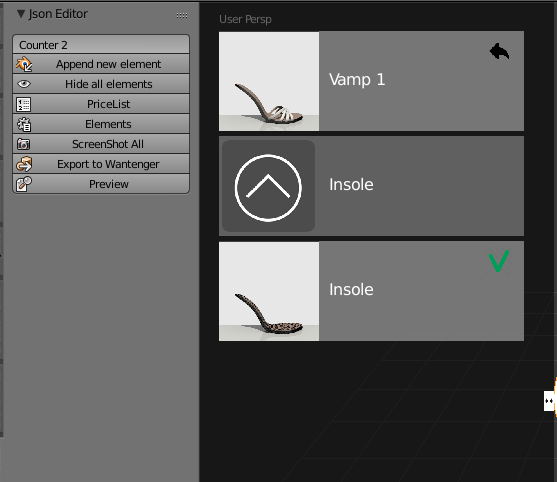 Json Editor
Counter 2
Append new element
Hide all elements
PriceList
Elements
ScreenShot All
Export to Wantenger
Preview
User Persp
Vamp 1
Insole
Insole